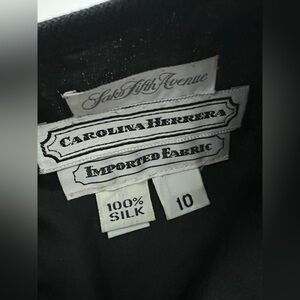 Saks Fifth Avenue
CAROLINA HERRERA
IMPORTED FABRIC
100%
SILK
10